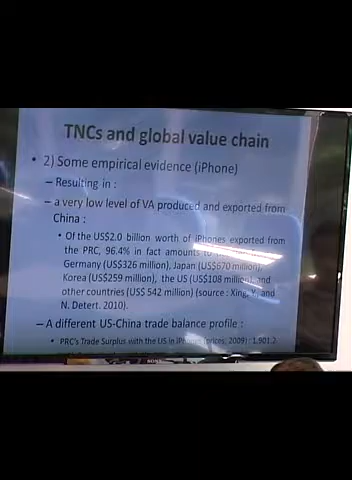 TNCs and global value chain
• 2) Some empirical evidence (iPhone)
– Resulting in :
– a very low level of VA produced and exported from
China :
• Of the US$2.0 billion worth of iPhones exported from
the PRC, 96.4% in fact amounts to
Germany (US$326 million), Japan (US$670 million),
Korea (US$259 million), the US (US$108 million), and
other countries (US$ 542 million) (source : Xing, Y., and
N. Detert. 2010).
– A different US-China trade balance profile :
• PRC's Trade Surplus with the US in iPhones (prices, 2009) : 1,901.2
SONY